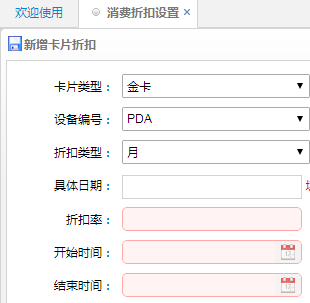 欢迎使用 消费折扣设置 ×
新增卡片折扣
卡片类型： 金卡
设备编号： PDA
折扣类型： 月
具体日期：
折扣率：
开始时间：
结束时间：